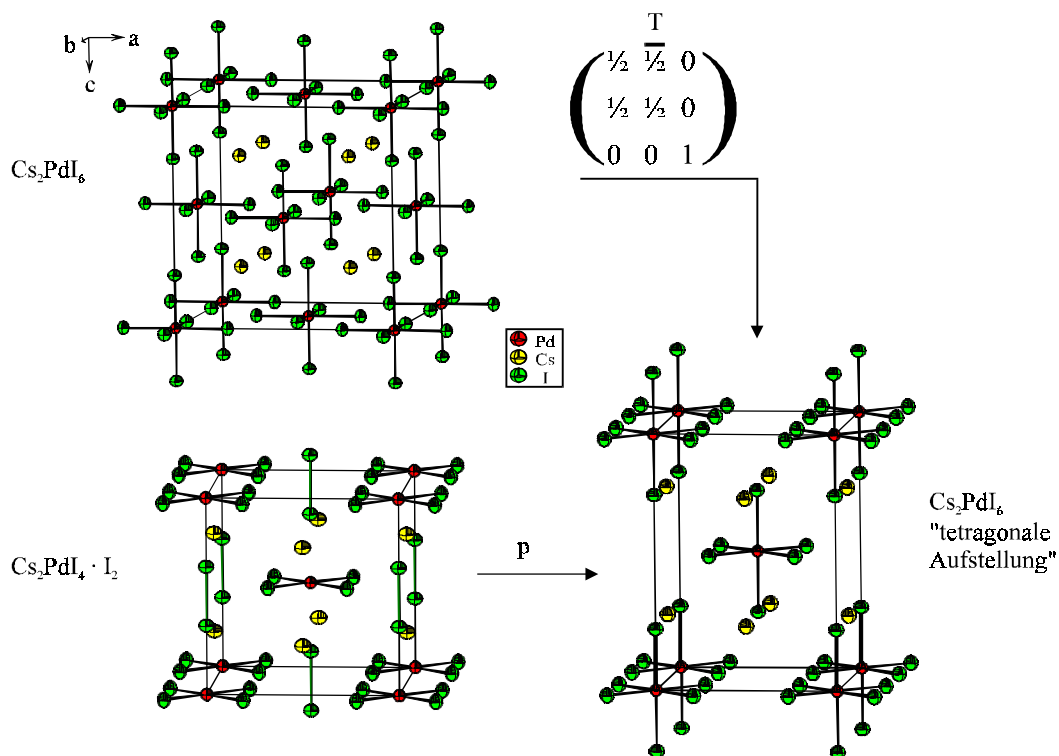 b a
c
Cs₂PdI₆
T
½ ½̅ 0
½ ½ 0
0 0 1
Pd
Cs
I
Cs₂PdI₄ · I₂
p
Cs₂PdI₆
"tetragonale
Aufstellung"